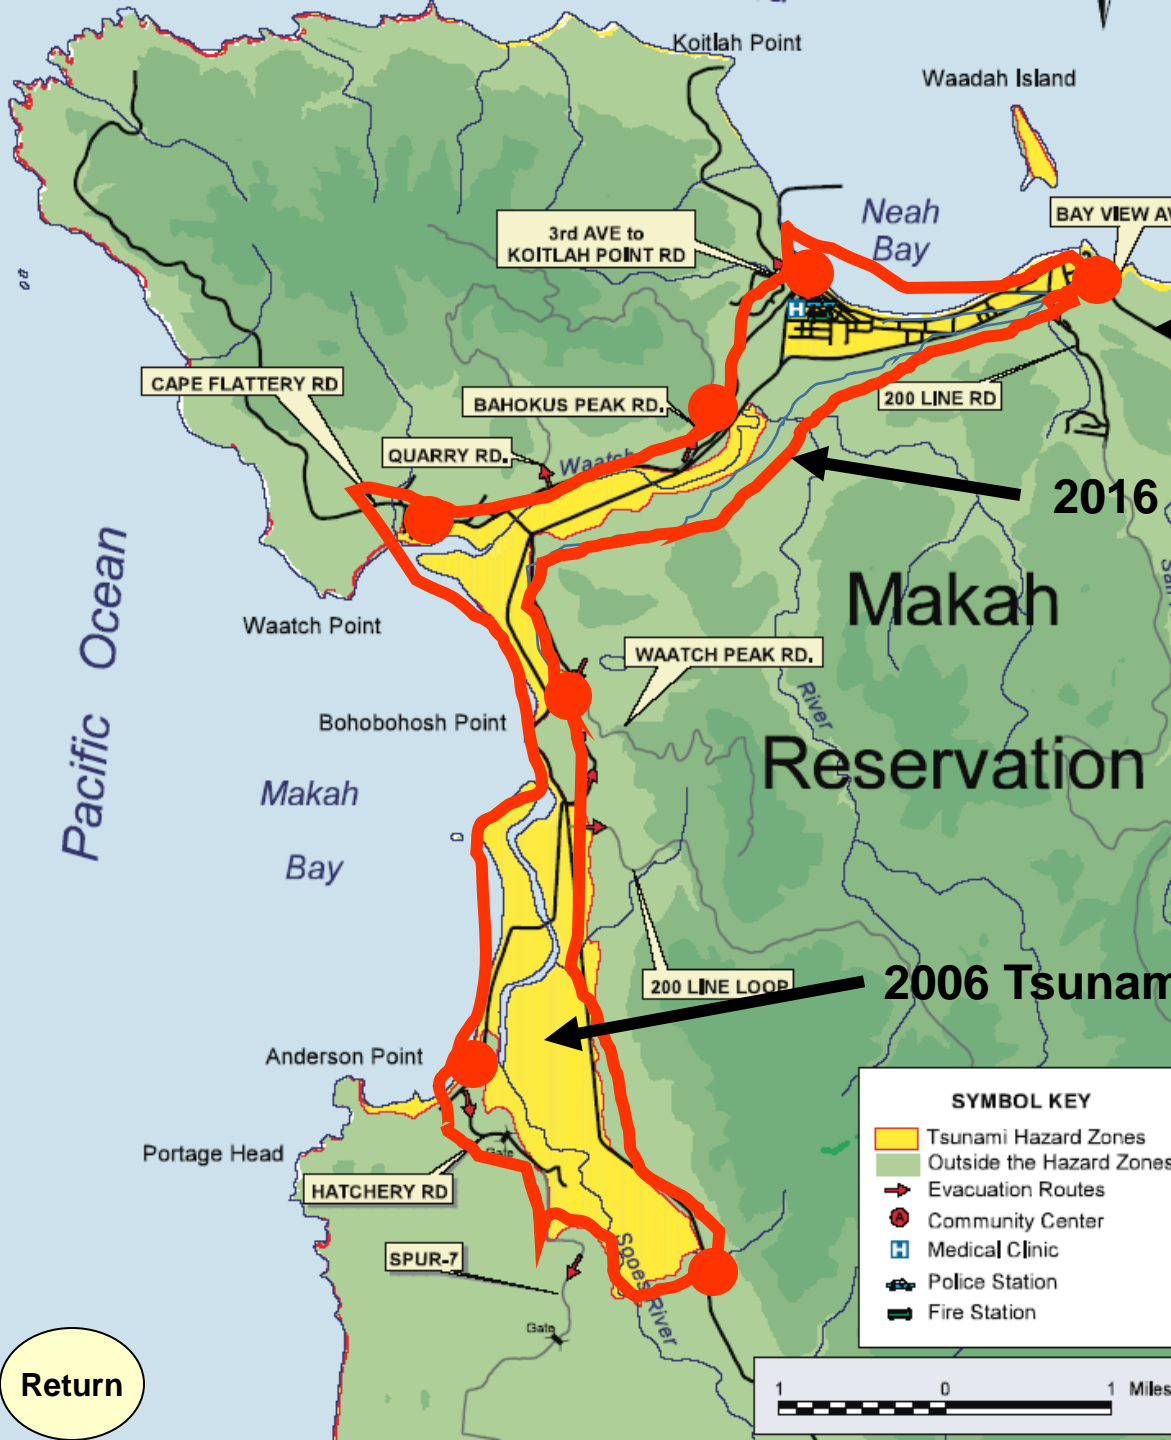 Koitlah Point
Waadah Island
Neah
Bay
BAY VIEW AV
3rd AVE to
KOITLAH POINT RD
H
CAPE FLATTERY RD
BAHOKUS PEAK RD.
200 LINE RD
QUARRY RD.
Waatch
2016
Pacific Ocean
Makah
Reservation
Waatch Point
WAATCH PEAK RD.
River
Bohobohosh Point
Makah
Bay
200 LINE LOOP
2006 Tsunam
Anderson Point
Portage Head
Gate
HATCHERY RD
SPUR-7
Sooes River
Gate
SYMBOL KEY
Tsunami Hazard Zones
Outside the Hazard Zones
Evacuation Routes
A
Community Center
H
Medical Clinic
Police Station
Fire Station
Return
1 0 1 Miles